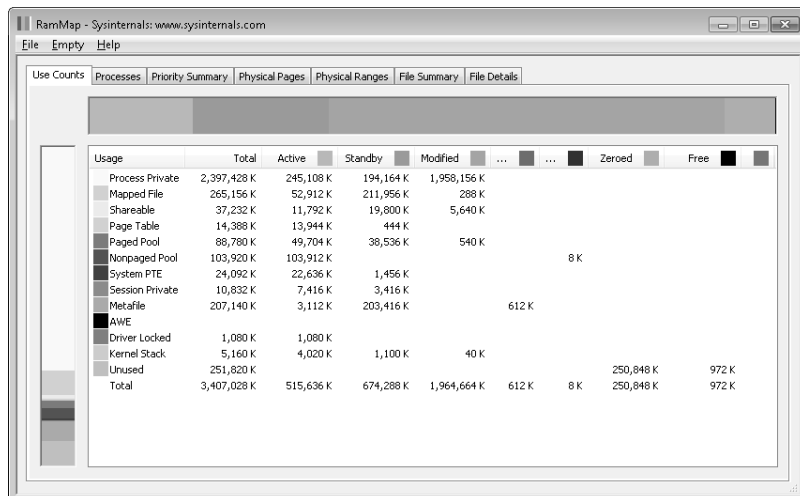 RamMap - Sysinternals: www.sysinternals.com
File Empty Help
Use Counts Processes Priority Summary Physical Pages Physical Ranges File Summary File Details
Usage Total Active Standby Modified ... ... Zeroed Free
Process Private 2,397,428 K 245,108 K 194,164 K 1,958,156 K
Mapped File 265,156 K 52,912 K 211,956 K 288 K
Shareable 37,232 K 11,792 K 19,800 K 5,640 K
Page Table 14,388 K 13,944 K 444 K
Paged Pool 88,780 K 49,704 K 38,536 K 540 K
Nonpaged Pool 103,920 K 103,912 K 8 K
System PTE 24,092 K 22,636 K 1,456 K
Session Private 10,832 K 7,416 K 3,416 K
Metafile 207,140 K 3,112 K 203,416 K 612 K
AWE
Driver Locked 1,080 K 1,080 K
Kernel Stack 5,160 K 4,020 K 1,100 K 40 K
Unused 251,820 K 250,848 K 972 K
Total 3,407,028 K 515,636 K 674,288 K 1,964,664 K 612 K 8 K 250,848 K 972 K